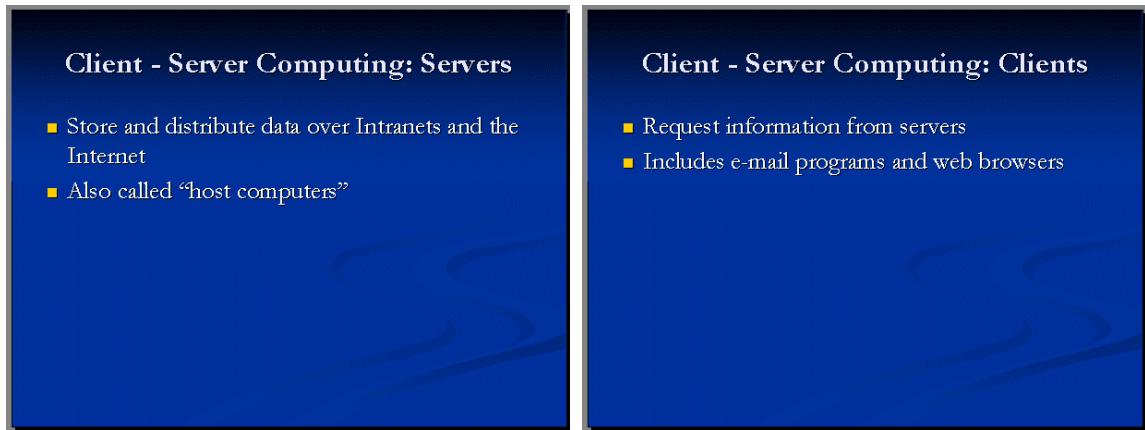 Client - Server Computing: Servers
Store and distribute data over Intranets and the
Internet
Also called “host computers”
Client - Server Computing: Clients
Request information from servers
Includes e-mail programs and web browsers